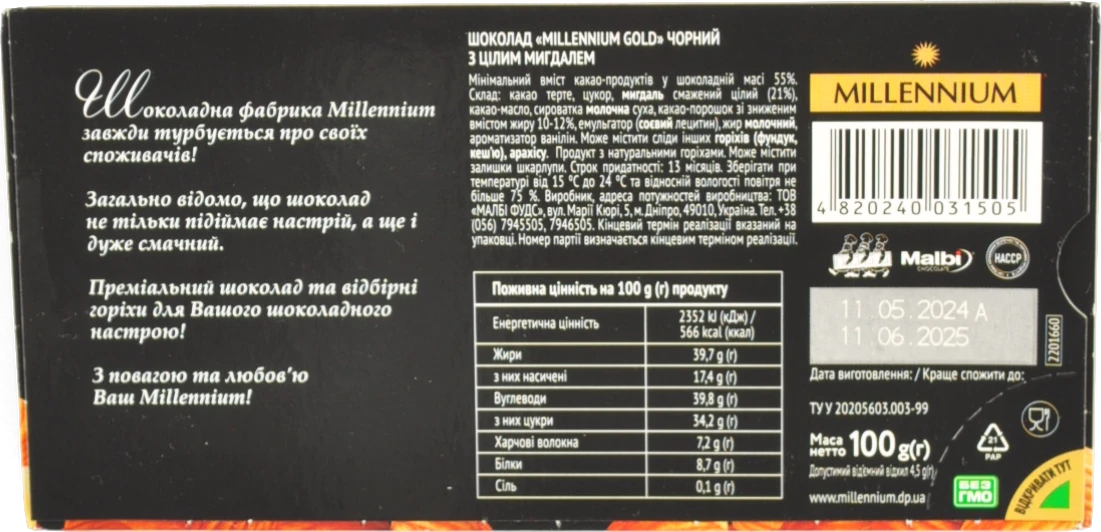 Шоколадна фабрика Millennium
завжди турбується про своїх
споживачів!
Загально відомо, що шоколад
не тільки підіймає настрій, а ще і
дуже смачний.
Преміальний шоколад та відбірні
горіхи для Вашого шоколадного
настрою!
З повагою та любов'ю
Ваш Millennium!
ШОКОЛАД «MILLENNIUM GOLD» ЧОРНИЙ
З ЦІЛИМ МИГДАЛЕМ
Мінімальний вміст какао-продуктів у шоколадній масі 55%.
Склад: какао терте, цукор, мигдаль смажений цілий (21%),
какао-масло, сироватка молочна суха, какао-порошок зі зниженим
вмістом жиру 10-12%, емульгатор (соєвий лецитин), жир молочний,
ароматизатор ванілін. Може містити сліди інших горіхів (фундук,
кеш'ю), арахісу. Продукт з натуральними горіхами. Може містити
залишки шкарлупи. Строк придатності: 13 місяців. Зберігати при
температурі від 15 °С до 24 °С та відносній вологості повітря не
більше 75 %. Виробник, адреса потужностей виробництва: ТОВ
«МАЛБІ ФУДС», вул. Марії Кюрі, 5, м. Дніпро, 49010, Україна. Тел. +38
(056) 7945505, 7946505. Кінцевий термін реалізації вказаний на
упаковці. Номер партії визначається кінцевим терміном реалізації.
Поживна цінність на 100 g (г) продукту
Енергетична цінність 2352 kJ (кДж) /
566 kcal (ккал)
Жири 39,7 g (г)
з них насичені 17,4 g (г)
Вуглеводи 39,8 g (г)
з них цукри 34,2 g (г)
Харчові волокна 7,2 g (г)
Білки 8,7 g (г)
Сіль 0,1 g (г)
MILLENNIUM
4 820240 031505
Malbi
CHOCOLATE
HACCP
11.05.2024 A
11.06.2025
2201660
Дата виготовлення: / Краще спожити до:
ТУ У 20205603.003-99
Маса
нетто 100 g(г)
Допустимий від'ємний відхил 4,5 g(г)
www.millennium.dp.ua
21
PAP
БЕЗ
ГМО
ВІДКРИВАТИ ТУТ